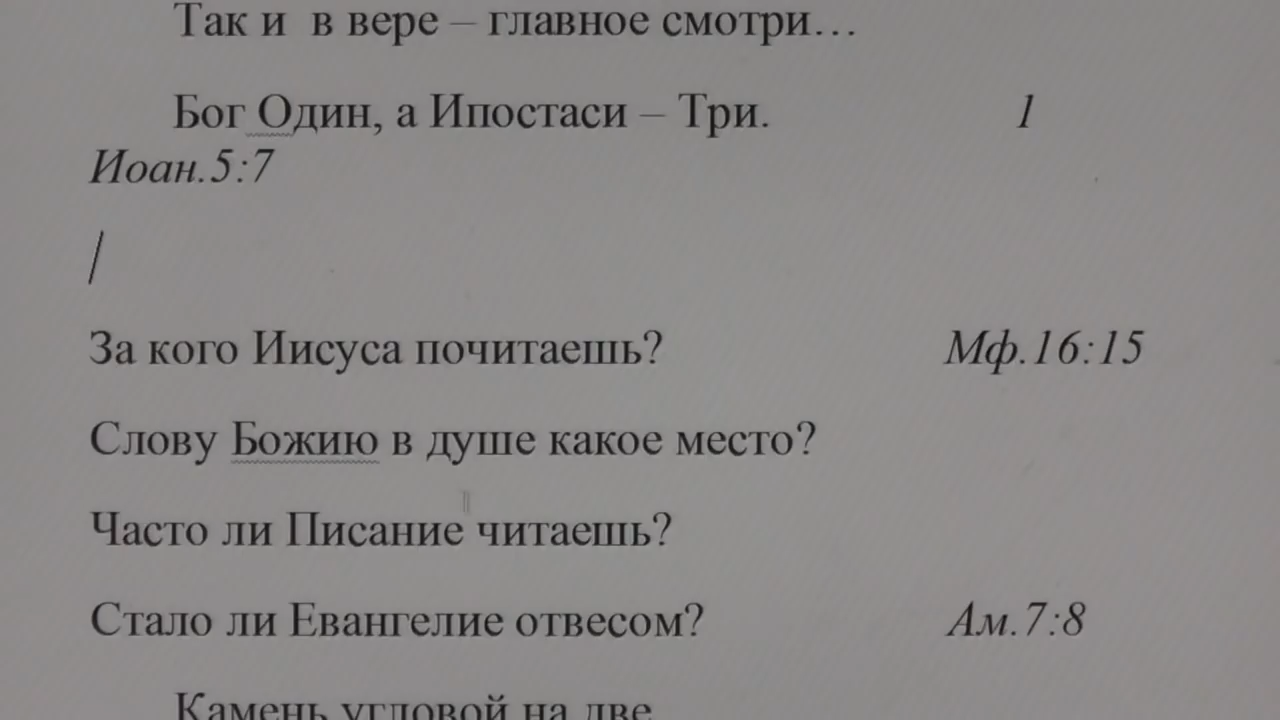 Так и в вере – главное смотри…
Бог Один, а Ипостаси – Три. 1
Иоан.5:7
За кого Иисуса почитаешь? Мф.16:15
Слову Божию в душе какое место?
Часто ли Писание читаешь?
Стало ли Евангелие отвесом? Ам.7:8
Камень угловой на две